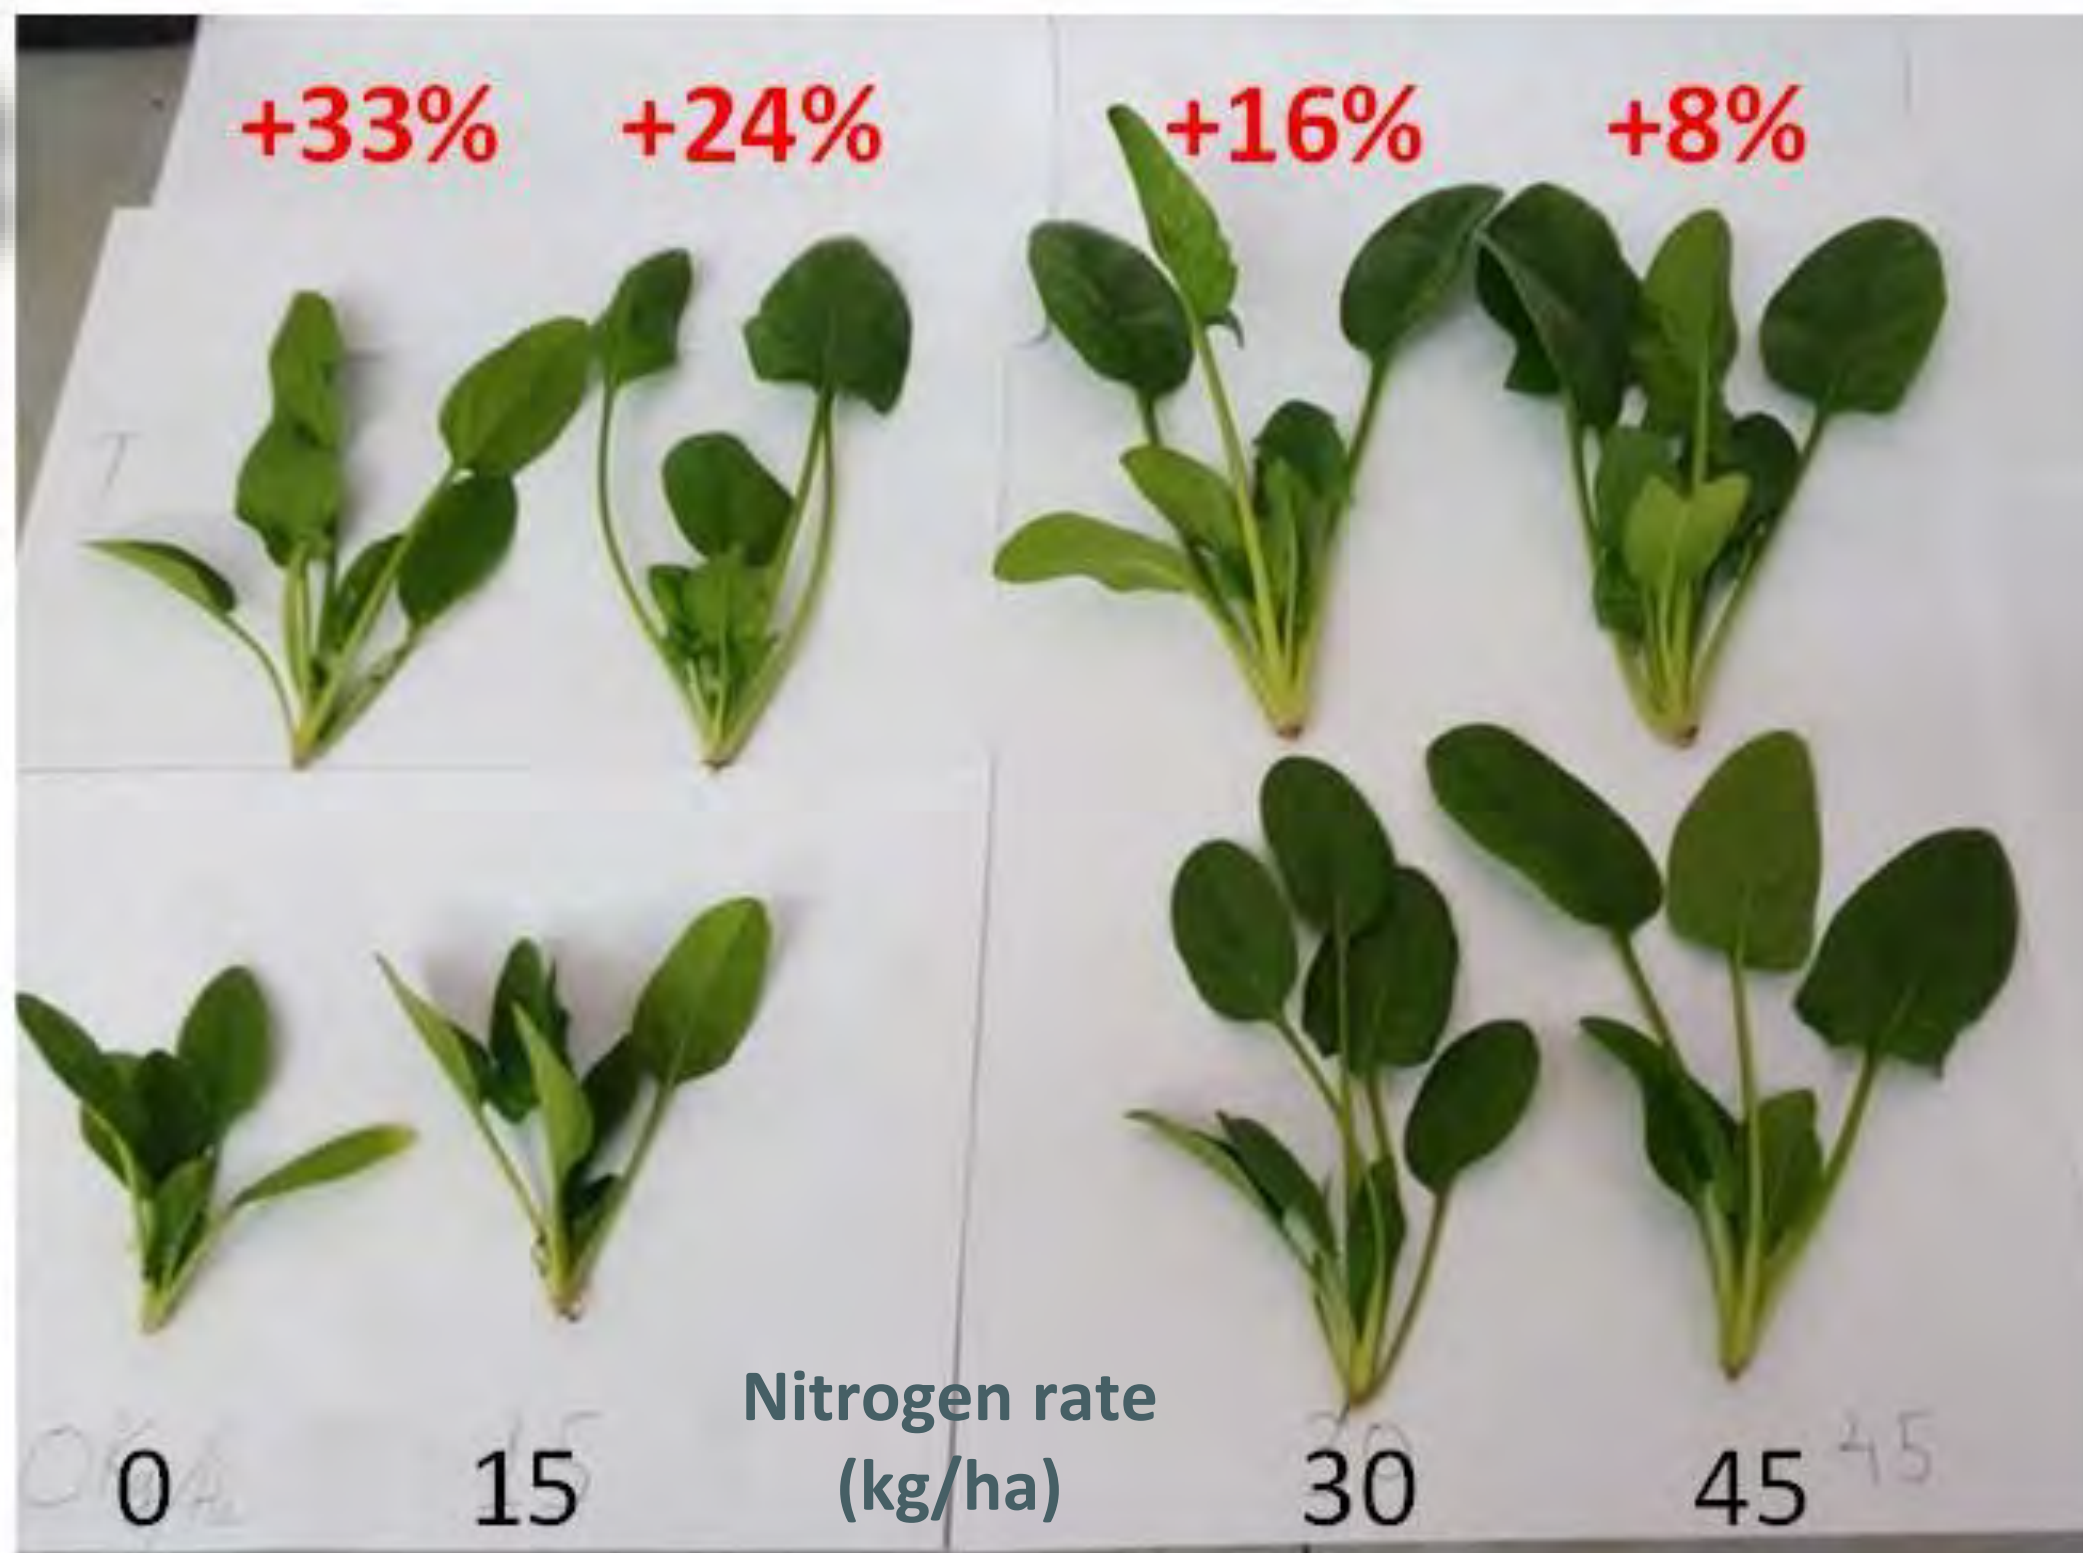 +33% +24% +16% +8%
T
Nitrogen rate
(kg/ha)
0 15 30 45
45